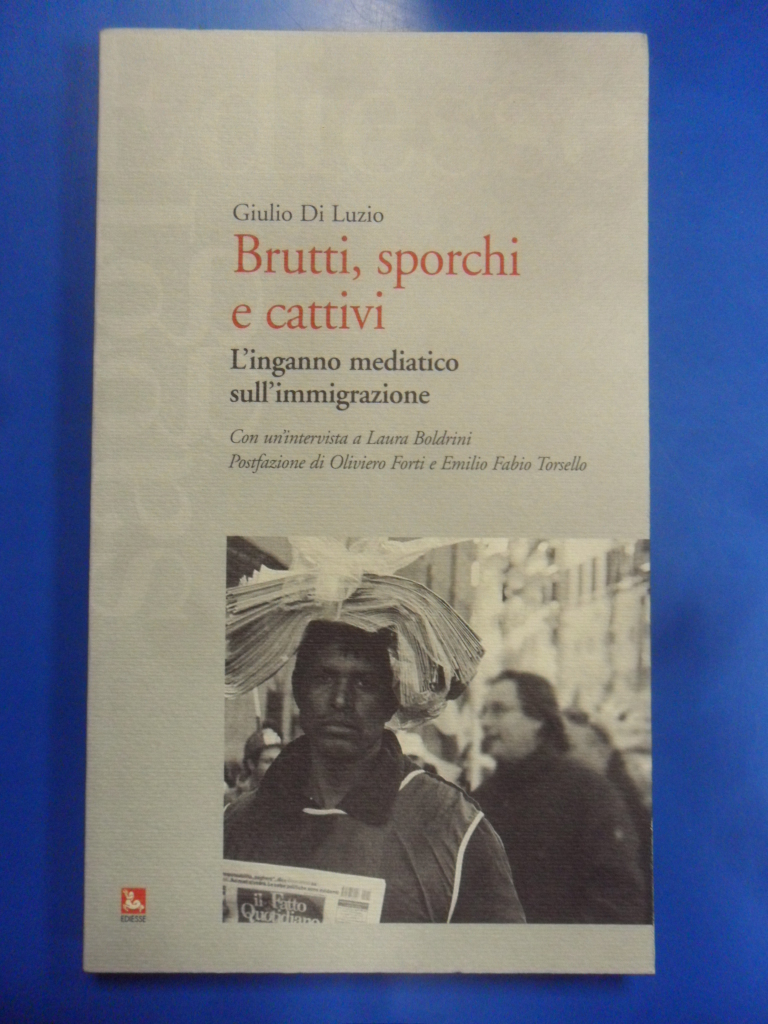 Giulio Di Luzio
Brutti, sporchi
e cattivi
L'inganno mediatico
sull'immigrazione
Con un'intervista a Laura Boldrini
Postfazione di Oliviero Forti e Emilio Fabio Torsello
il Fatto
Quotidiano
EDIESSE